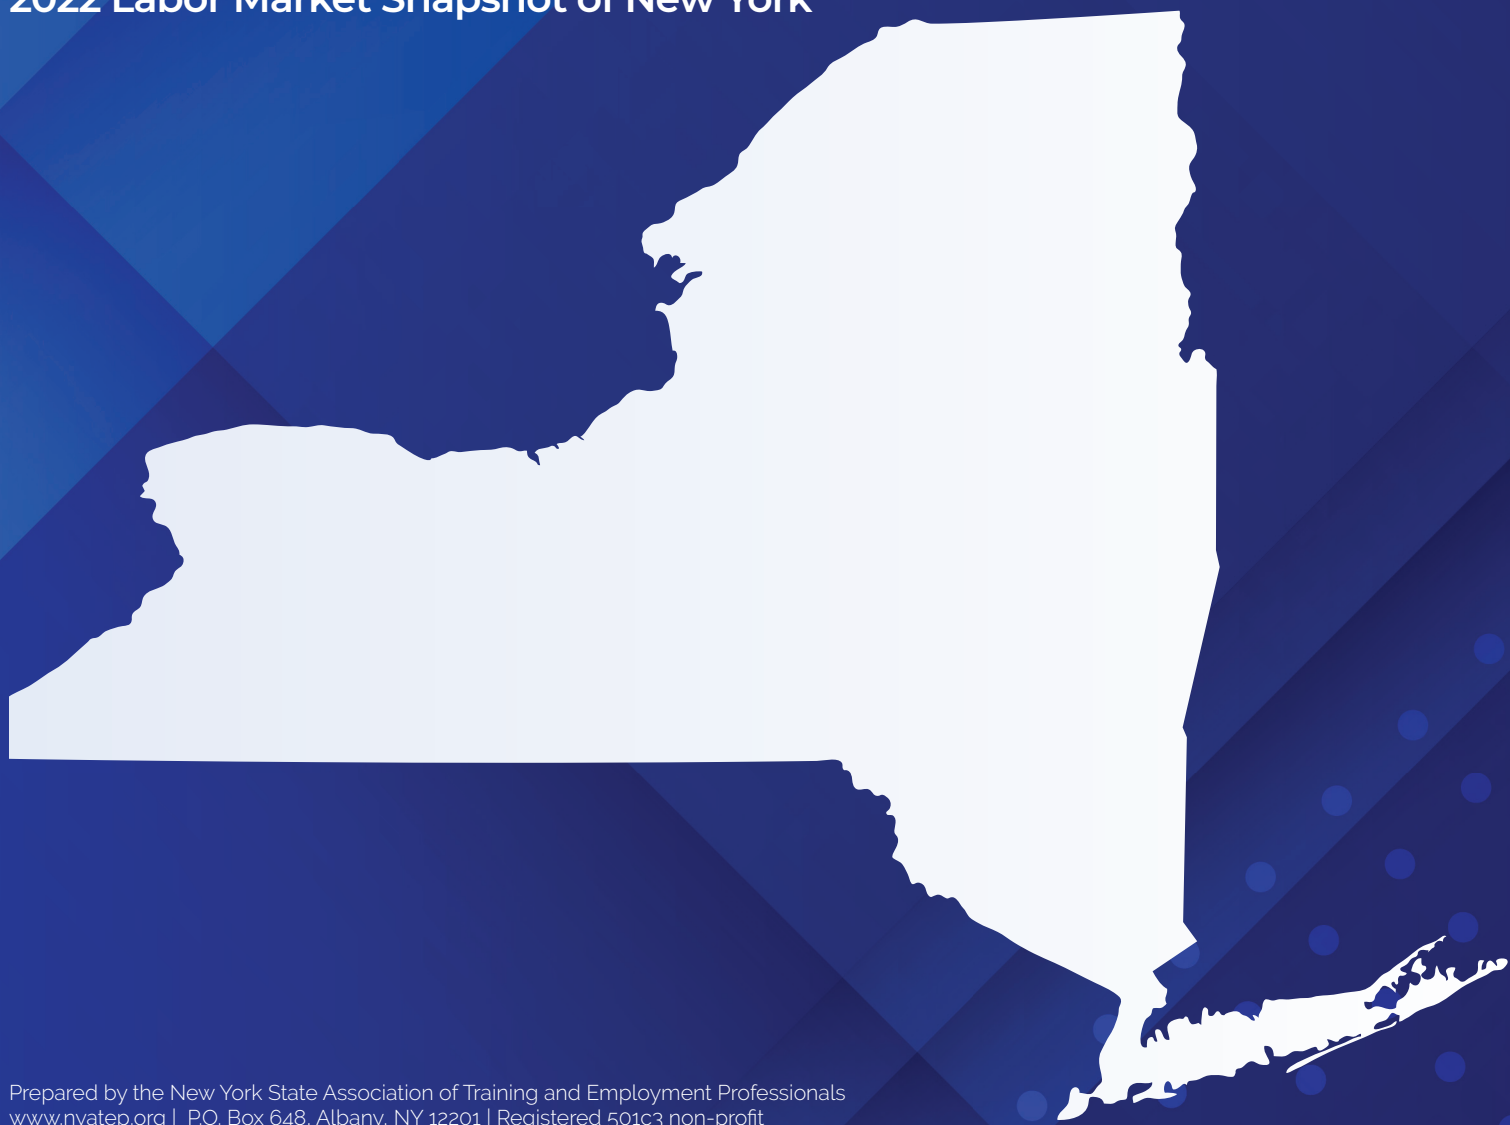 2022 Labor Market Snapshot of New York
Prepared by the New York State Association of Training and Employment Professionals
www.nyatep.org | P.O. Box 648, Albany, NY 12201 | Registered 501c3 non-profit